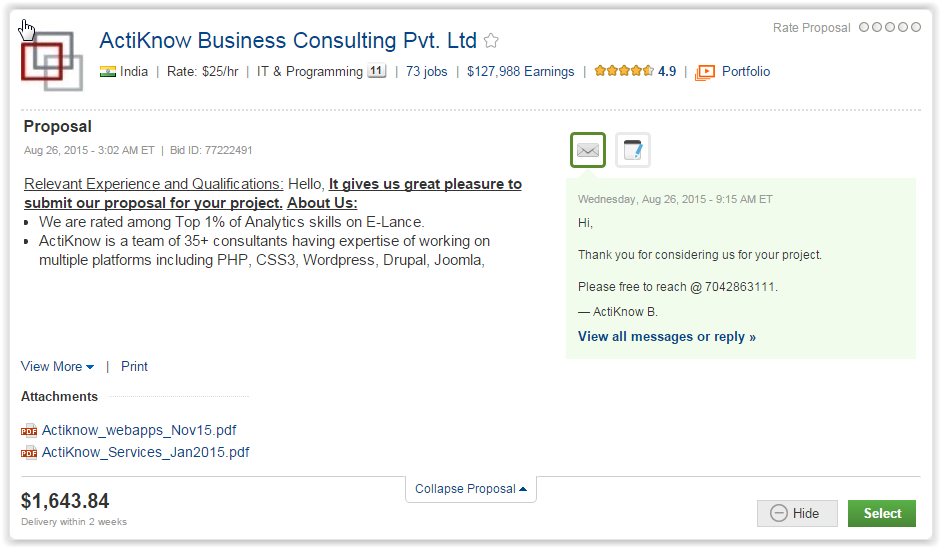 ActiKnow Business Consulting Pvt. Ltd
Rate Proposal
India | Rate: $25/hr | IT & Programming 11 | 73 jobs | $127,988 Earnings | 4.9 | Portfolio
Proposal
Aug 26, 2015 - 3:02 AM ET | Bid ID: 77222491
Relevant Experience and Qualifications: Hello, It gives us great pleasure to
submit our proposal for your project. About Us:
• We are rated among Top 1% of Analytics skills on E-Lance.
• ActiKnow is a team of 35+ consultants having expertise of working on
multiple platforms including PHP, CSS3, Wordpress, Drupal, Joomla,
Wednesday, Aug 26, 2015 - 9:15 AM ET
Hi,
Thank you for considering us for your project.
Please free to reach @ 7042863111.
— ActiKnow B.
View all messages or reply »
View More | Print
Attachments
PDF Actiknow_webapps_Nov15.pdf
PDF ActiKnow_Services_Jan2015.pdf
Collapse Proposal
$1,643.84
Delivery within 2 weeks
Hide
Select